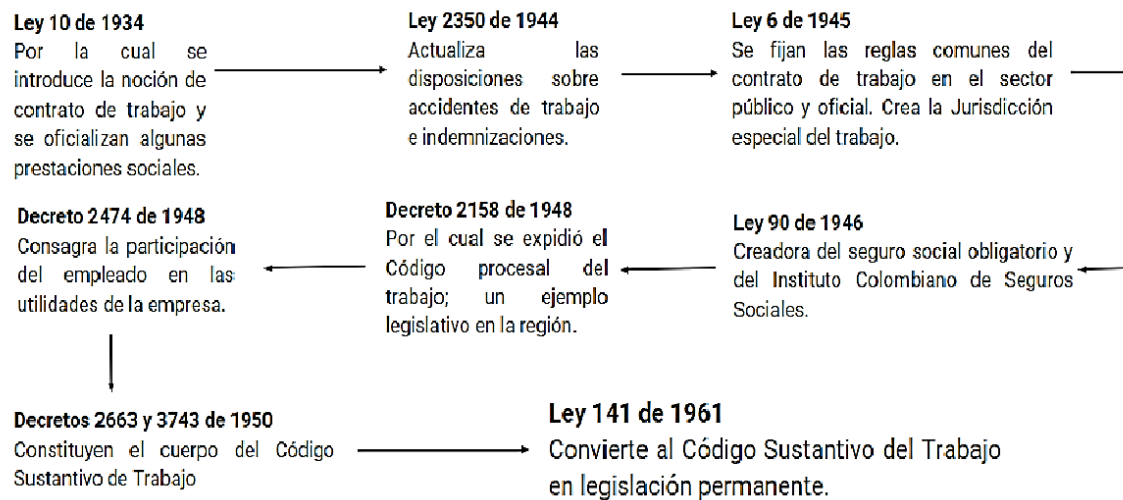 Ley 10 de 1934
Por la cual se
introduce la noción de
contrato de trabajo y
se oficializan algunas
prestaciones sociales.
Ley 2350 de 1944
Actualiza las
disposiciones sobre
accidentes de trabajo
e indemnizaciones.
Ley 6 de 1945
Se fijan las reglas comunes del
contrato de trabajo en el sector
público y oficial. Crea la Jurisdicción
especial del trabajo.
Ley 90 de 1946
Creadora del seguro social obligatorio y
del Instituto Colombiano de Seguros
Sociales.
Decreto 2158 de 1948
Por el cual se expidió el
Código procesal del
trabajo; un ejemplo
legislativo en la región.
Decreto 2474 de 1948
Consagra la participación
del empleado en las
utilidades de la empresa.
Decretos 2663 y 3743 de 1950
Constituyen el cuerpo del Código
Sustantivo de Trabajo
Ley 141 de 1961
Convierte al Código Sustantivo del Trabajo
en legislación permanente.